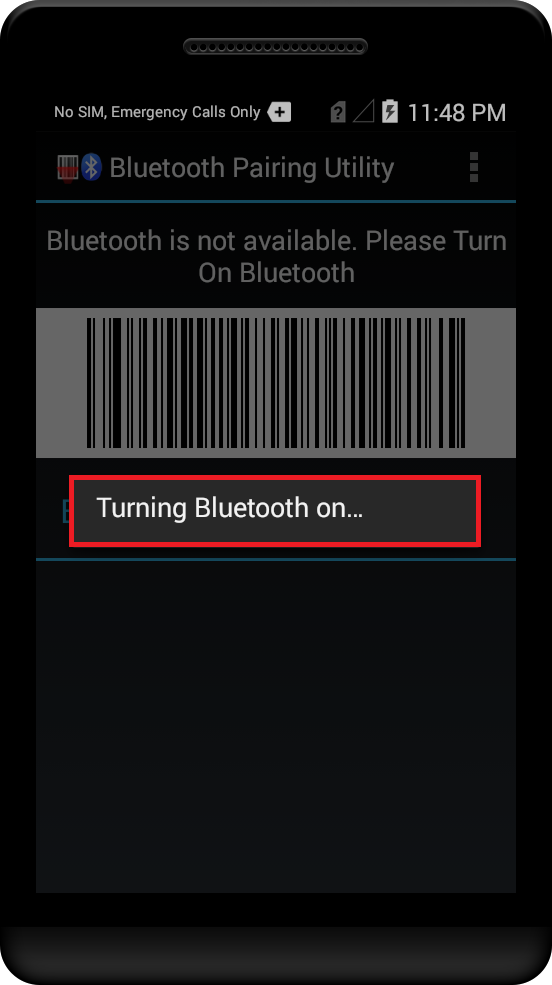 No SIM, Emergency Calls Only 11:48 PM
Bluetooth Pairing Utility
Bluetooth is not available. Please Turn
On Bluetooth
Turning Bluetooth on...